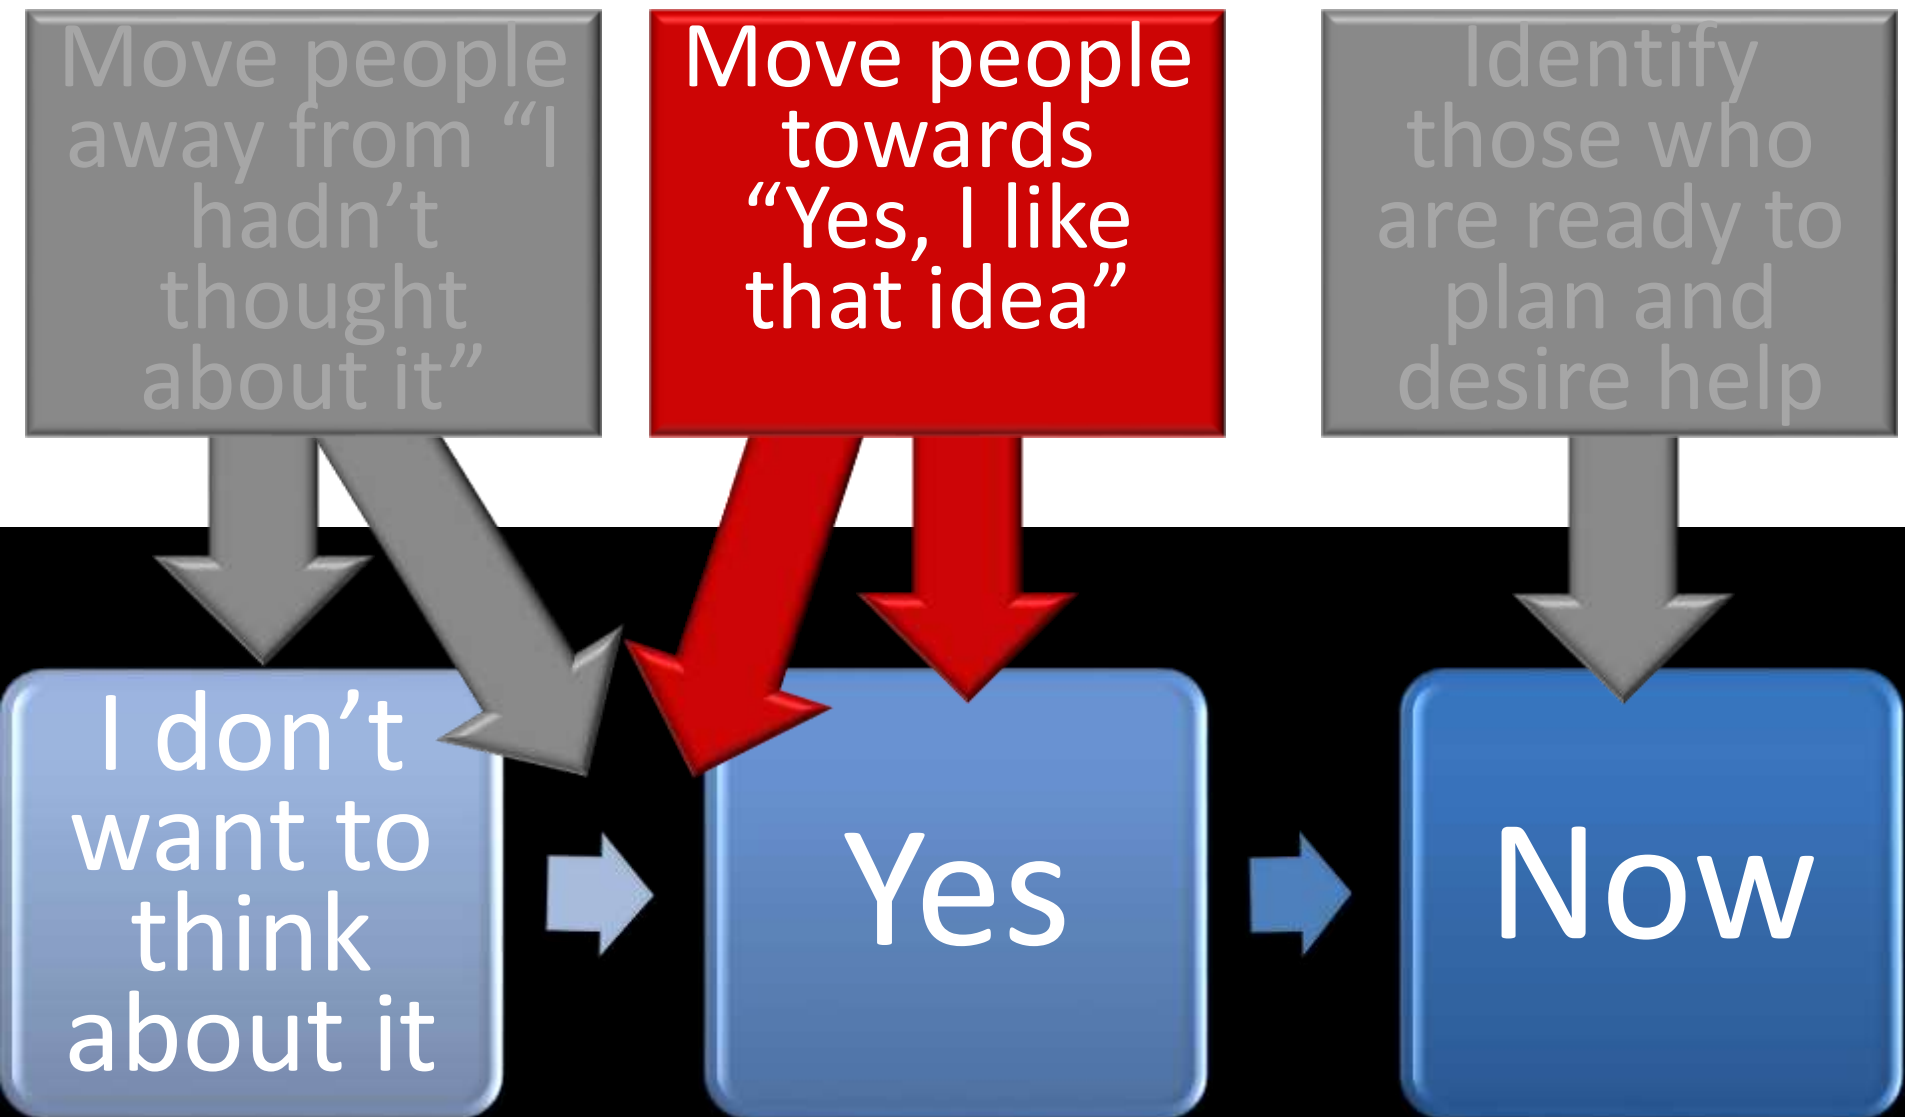 Move people
away from “I
hadn’t
thought
about it”
Move people
towards
“Yes, I like
that idea”
Identify
those who
are ready to
plan and
desire help
I don’t
want to
think
about it
Yes
Now